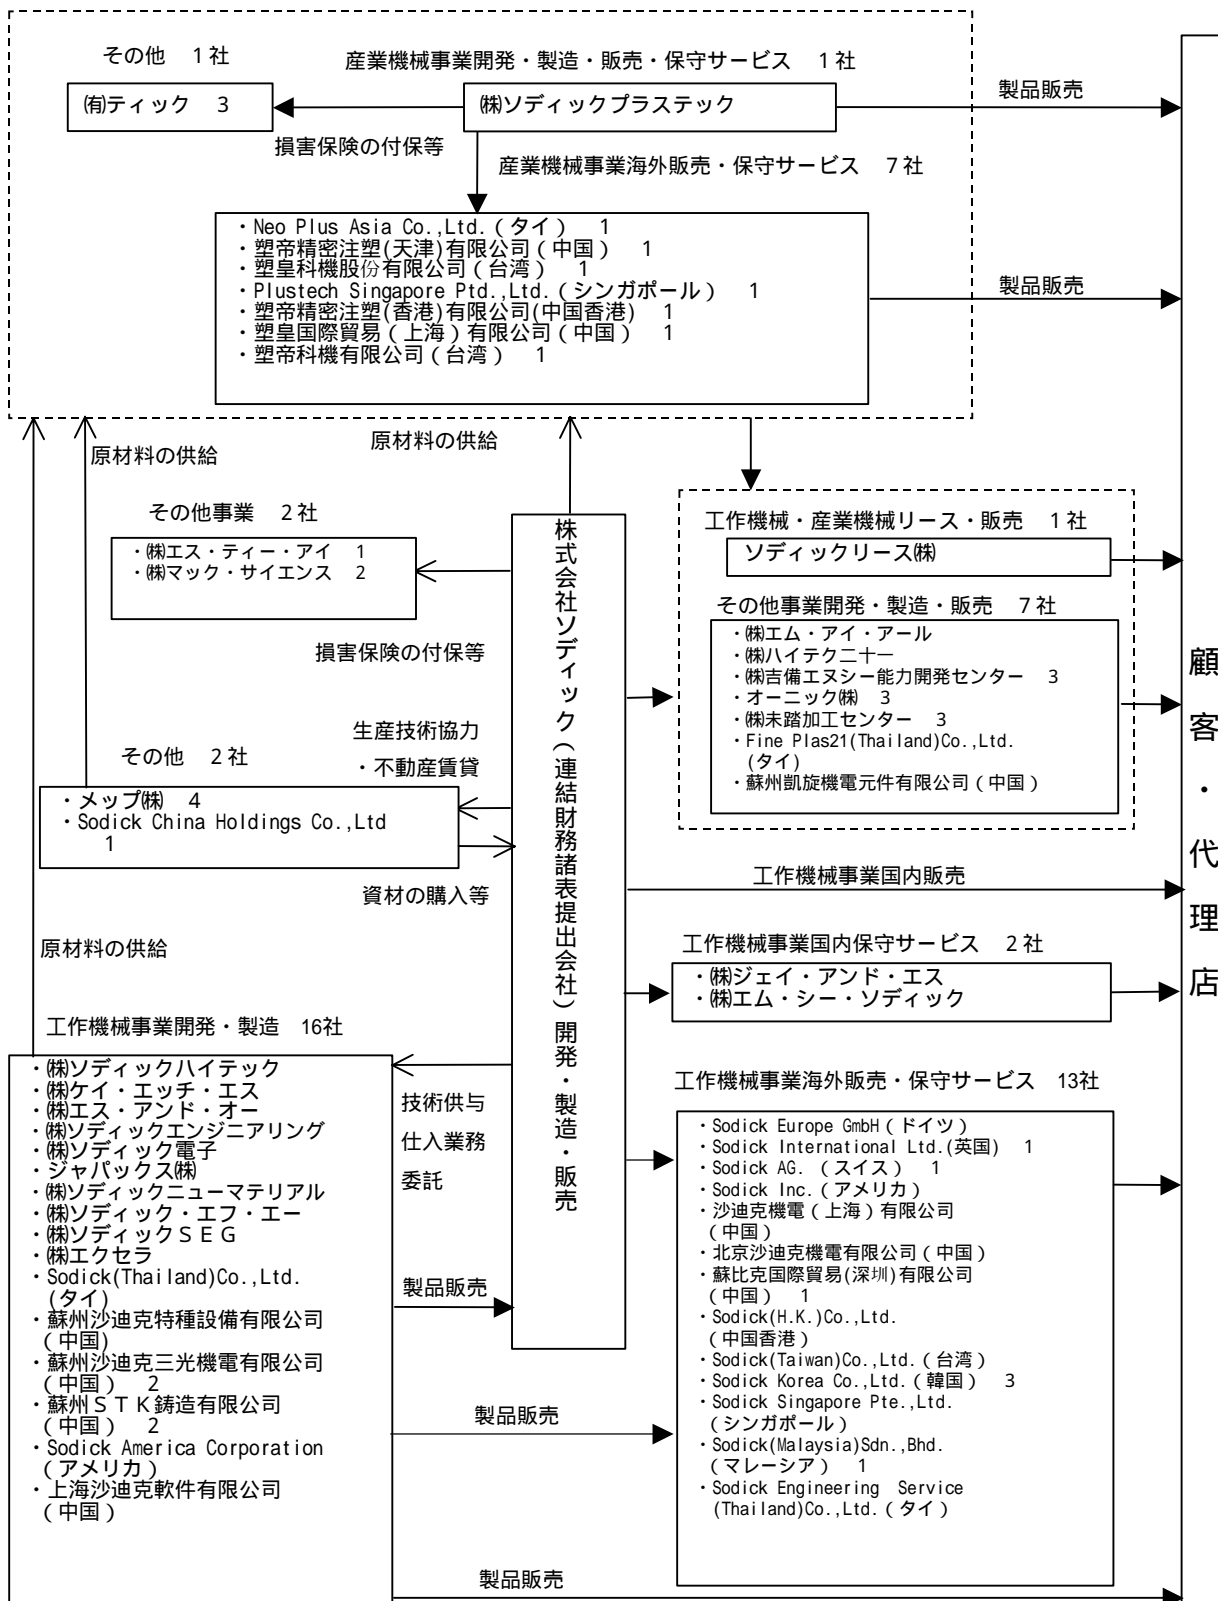 その他　1社
産業機械事業開発・製造・販売・保守サービス　1社
㈲ティック　3
㈱ソディックプラステック
製品販売
損害保険の付保等
産業機械事業海外販売・保守サービス　7社
・Neo Plus Asia Co.,Ltd.（タイ）　1
・塑帝精密注塑(天津)有限公司（中国）　1
・塑皇科機股份有限公司（台湾）　1
・Plustech Singapore Ptd.,Ltd.（シンガポール）　1
・塑帝精密注塑(香港)有限公司(中国香港)　1
・塑皇国際貿易（上海）有限公司（中国）　1
・塑帝科機有限公司（台湾）　1
製品販売
原材料の供給
原材料の供給
その他事業　2社
・㈱エス・ティー・アイ　1
・㈱マック・サイエンス　2
損害保険の付保等
工作機械・産業機械リース・販売　1社
ソディックリース㈱
その他事業開発・製造・販売　7社
・㈱エム・アイ・アール
・㈱ハイテク二十一
・㈱吉備エヌシー能力開発センター　3
・オーニック㈱　3
・㈱未踏加工センター　3
・Fine Plas21(Thailand)Co.,Ltd.
(タイ)
・蘇州凱旋機電元件有限公司（中国）
生産技術協力
・不動産賃貸
その他　2社
・メップ㈱　4
・Sodick China Holdings Co.,Ltd
1
資材の購入等
株式会社ソディック（連結財務諸表提出会社）開発・製造・販売
工作機械事業国内販売
顧客・代理店
工作機械事業国内保守サービス　2社
・㈱ジェイ・アンド・エス
・㈱エム・シー・ソディック
原材料の供給
工作機械事業開発・製造　16社
・㈱ソディックハイテック
・㈱ケイ・エッチ・エス
・㈱エス・アンド・オー
・㈱ソディックエンジニアリング
・㈱ソディック電子
・ジャパックス㈱
・㈱ソディックニューマテリアル
・㈱ソディック・エフ・エー
・㈱ソディックＳＥＧ
・㈱エクセラ
・Sodick(Thailand)Co.,Ltd.
(タイ)
・蘇州沙迪克特種設備有限公司
（中国)
・蘇州沙迪克三光機電有限公司
（中国）　2
・蘇州ＳＴＫ鋳造有限公司
（中国）　2
・Sodick America Corporation
（アメリカ）
・上海沙迪克軟件有限公司
（中国）
技術供与
仕入業務
委託
製品販売
工作機械事業海外販売・保守サービス　13社
・Sodick Europe GmbH（ドイツ）
・Sodick International Ltd.(英国)　1
・Sodick AG.（スイス）　1
・Sodick Inc.（アメリカ）
・沙迪克機電（上海）有限公司
（中国）
・北京沙迪克機電有限公司（中国）
・蘇比克国際貿易(深圳)有限公司
（中国）　1
・Sodick(H.K.)Co.,Ltd.
（中国香港）
・Sodick(Taiwan)Co.,Ltd.（台湾）
・Sodick Korea Co.,Ltd.（韓国）　3
・Sodick Singapore Pte.,Ltd.
（シンガポール）
・Sodick(Malaysia)Sdn.,Bhd.
（マレーシア）　1
・Sodick Engineering　Service
(Thailand)Co.,Ltd.（タイ）
製品販売
製品販売